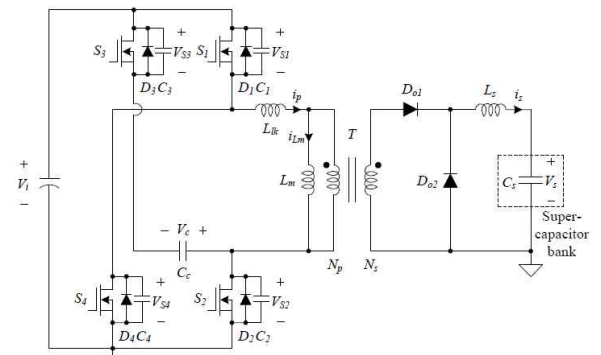 S3
+
VS3
−
D3C3
S1
+
VS1
−
D1C1
Llk
ip
iLm
Lm
T
Do1
Ls
is
+
Vi
−
Do2
Cs
+
Vs
−
Super-
capacitor
bank
− Vc +
Cc
Np
Ns
S4
+
VS4
−
D4C4
S2
+
VS2
−
D2C2